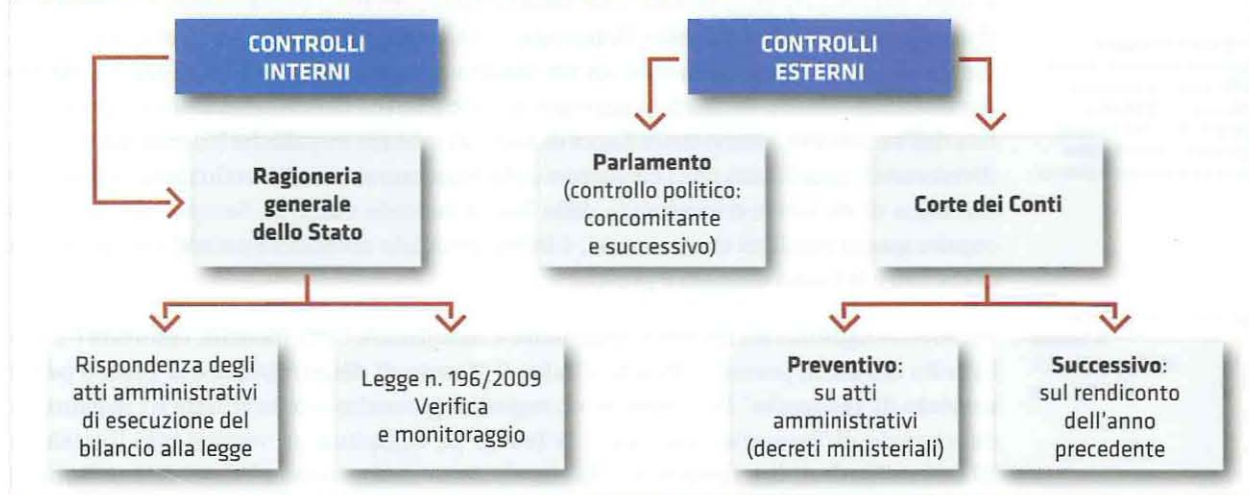 CONTROLLI
INTERNI
Ragioneria
generale
dello Stato
Rispondenza degli
atti amministrativi
di esecuzione del
bilancio alla legge
Legge n. 196/2009
Verifica
e monitoraggio
CONTROLLI
ESTERNI
Parlamento
(controllo politico:
concomitante
e successivo)
Corte dei Conti
Preventivo:
su atti
amministrativi
(decreti ministeriali)
Successivo:
sul rendiconto
dell'anno
precedente